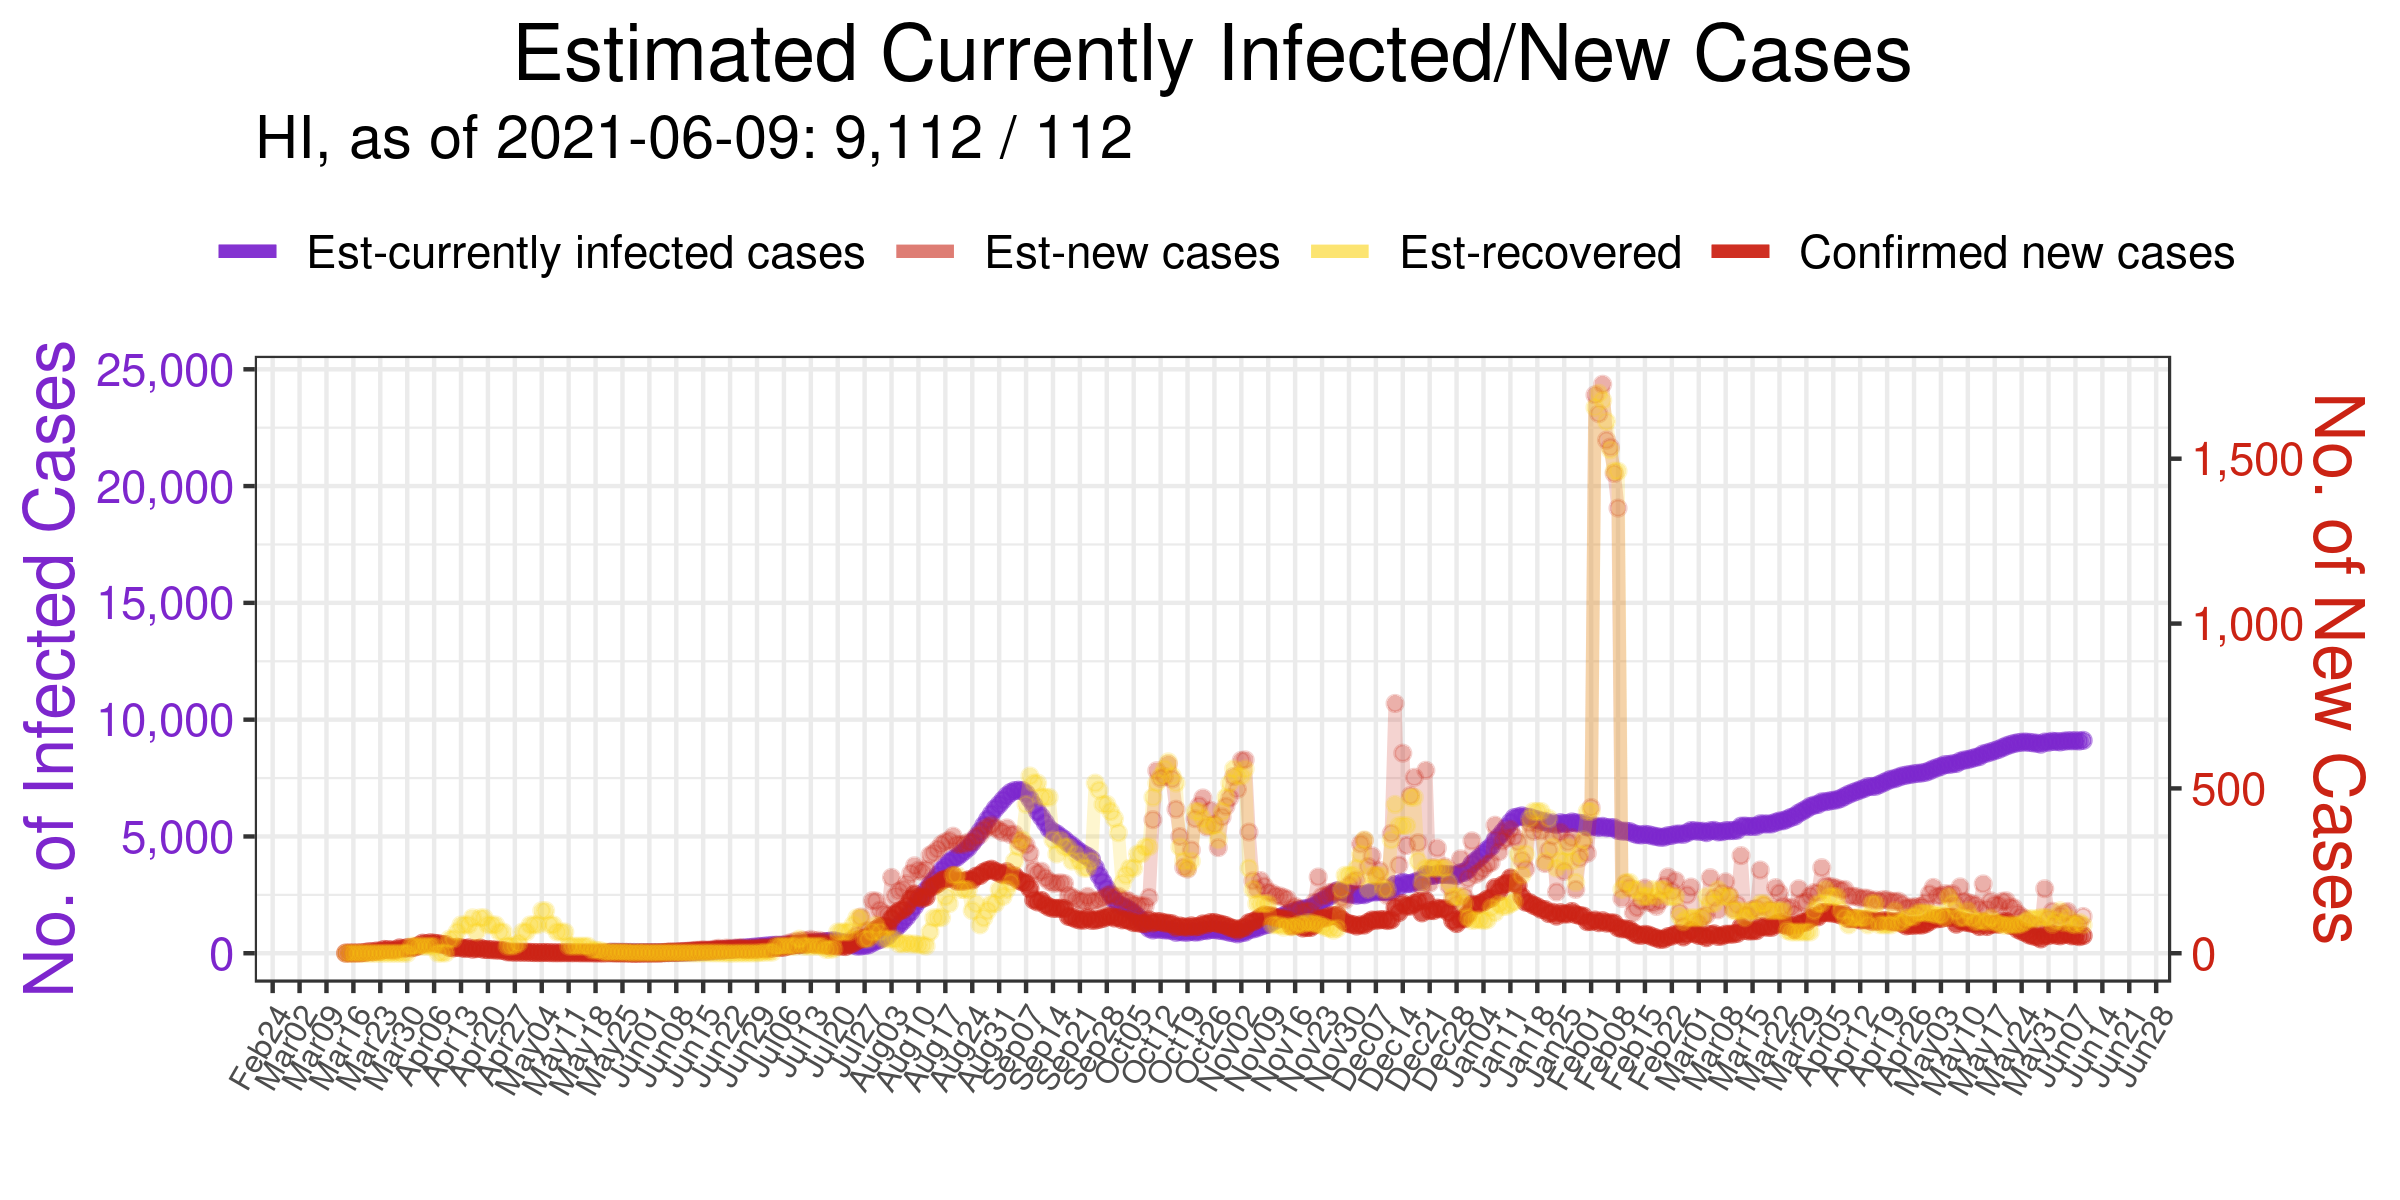 Estimated Currently Infected/New Cases
HI, as of 2021-06-09: 9,112 / 112
Est-currently infected cases
Est-new cases
Est-recovered
Confirmed new cases
No. of Infected Cases
25,000
20,000
15,000
10,000
5,000
0
1,500
1,000
500
0
No. of New Cases
Feb24
Mar02
Mar09
Mar16
Mar23
Mar30
Apr06
Apr13
Apr20
Apr27
May04
May11
May18
May25
Jun01
Jun08
Jun15
Jun22
Jun29
Jul06
Jul13
Jul20
Jul27
Aug03
Aug10
Aug17
Aug24
Aug31
Sep07
Sep14
Sep21
Sep28
Oct05
Oct12
Oct19
Oct26
Nov02
Nov09
Nov16
Nov23
Nov30
Dec07
Dec14
Dec21
Dec28
Jan04
Jan11
Jan18
Jan25
Feb01
Feb08
Feb15
Feb22
Mar01
Mar08
Mar15
Mar22
Mar29
Apr05
Apr12
Apr19
Apr26
May03
May10
May17
May24
May31
Jun07
Jun14
Jun21
Jun28